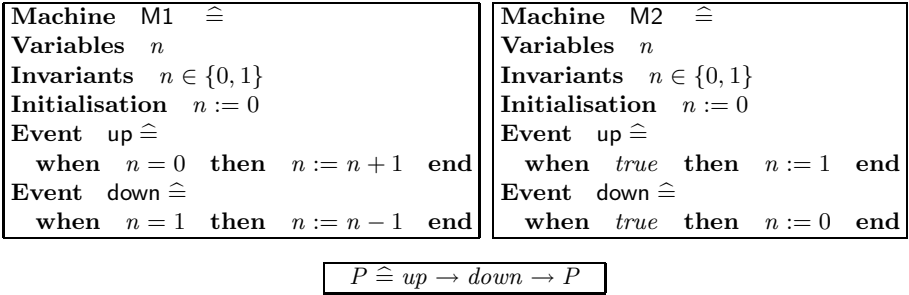 Machine M1 ≙
Variables n
Invariants n ∈ {0, 1}
Initialisation n := 0
Event up ≙
when n = 0 then n := n + 1 end
Event down ≙
when n = 1 then n := n − 1 end
Machine M2 ≙
Variables n
Invariants n ∈ {0, 1}
Initialisation n := 0
Event up ≙
when true then n := 1 end
Event down ≙
when true then n := 0 end
P ≙ up → down → P